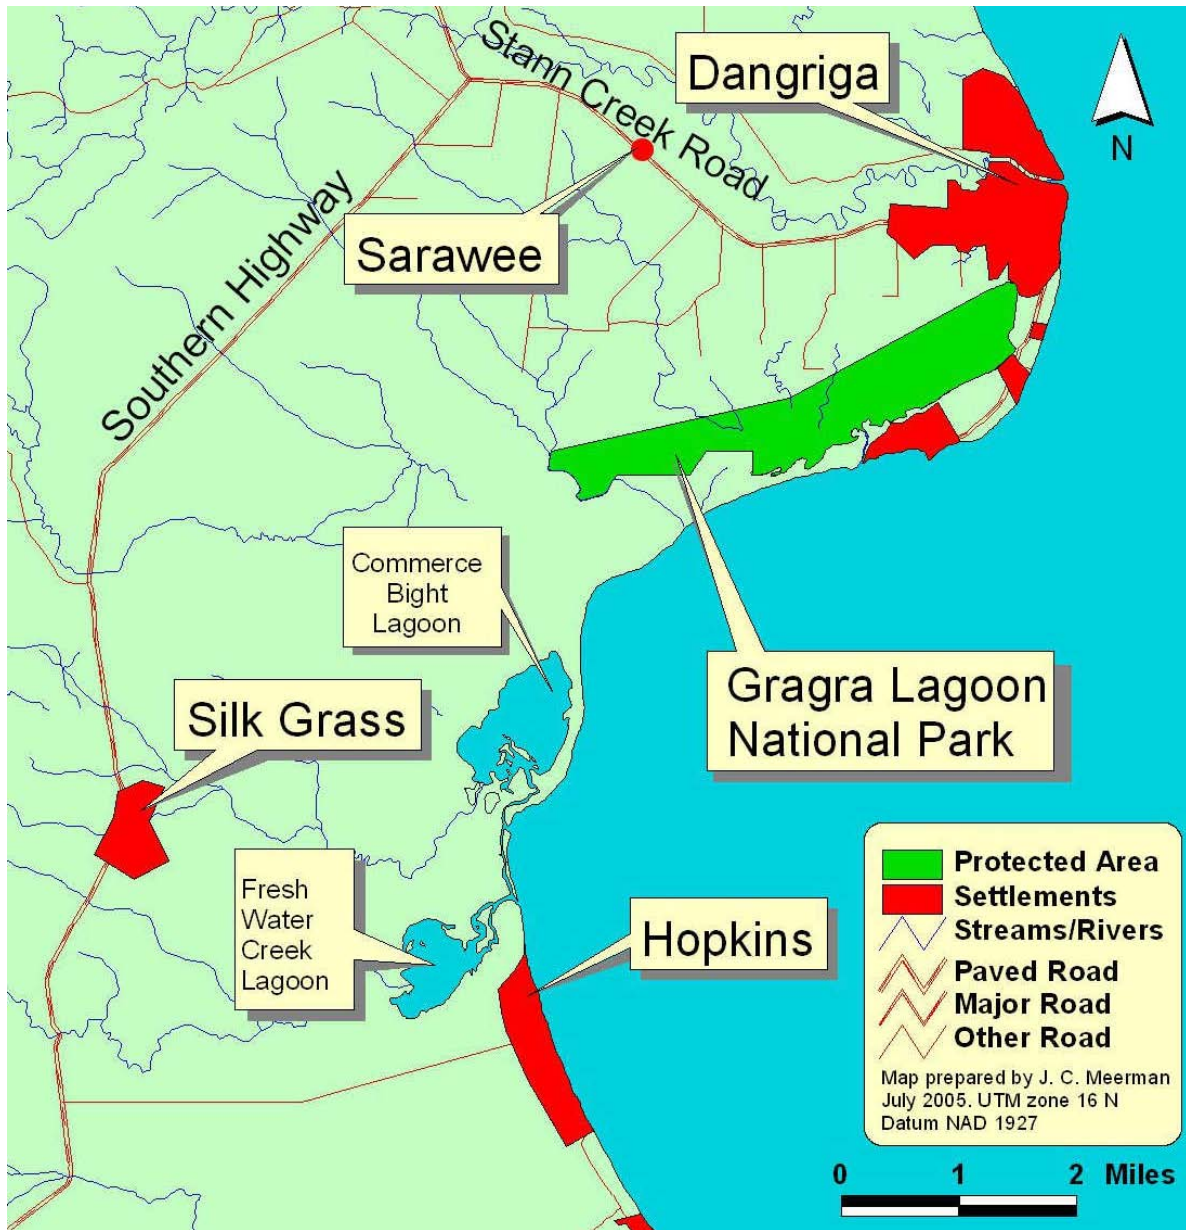 Stann Creek Road
Dangriga
N
Sarawee
Southern Highway
Commerce
Bight
Lagoon
Gragra Lagoon
National Park
Silk Grass
Fresh
Water
Creek
Lagoon
Hopkins
Protected Area
Settlements
Streams/Rivers
Paved Road
Major Road
Other Road
Map prepared by J. C. Meerman
July 2005. UTM zone 16 N
Datum NAD 1927
0 1 2 Miles